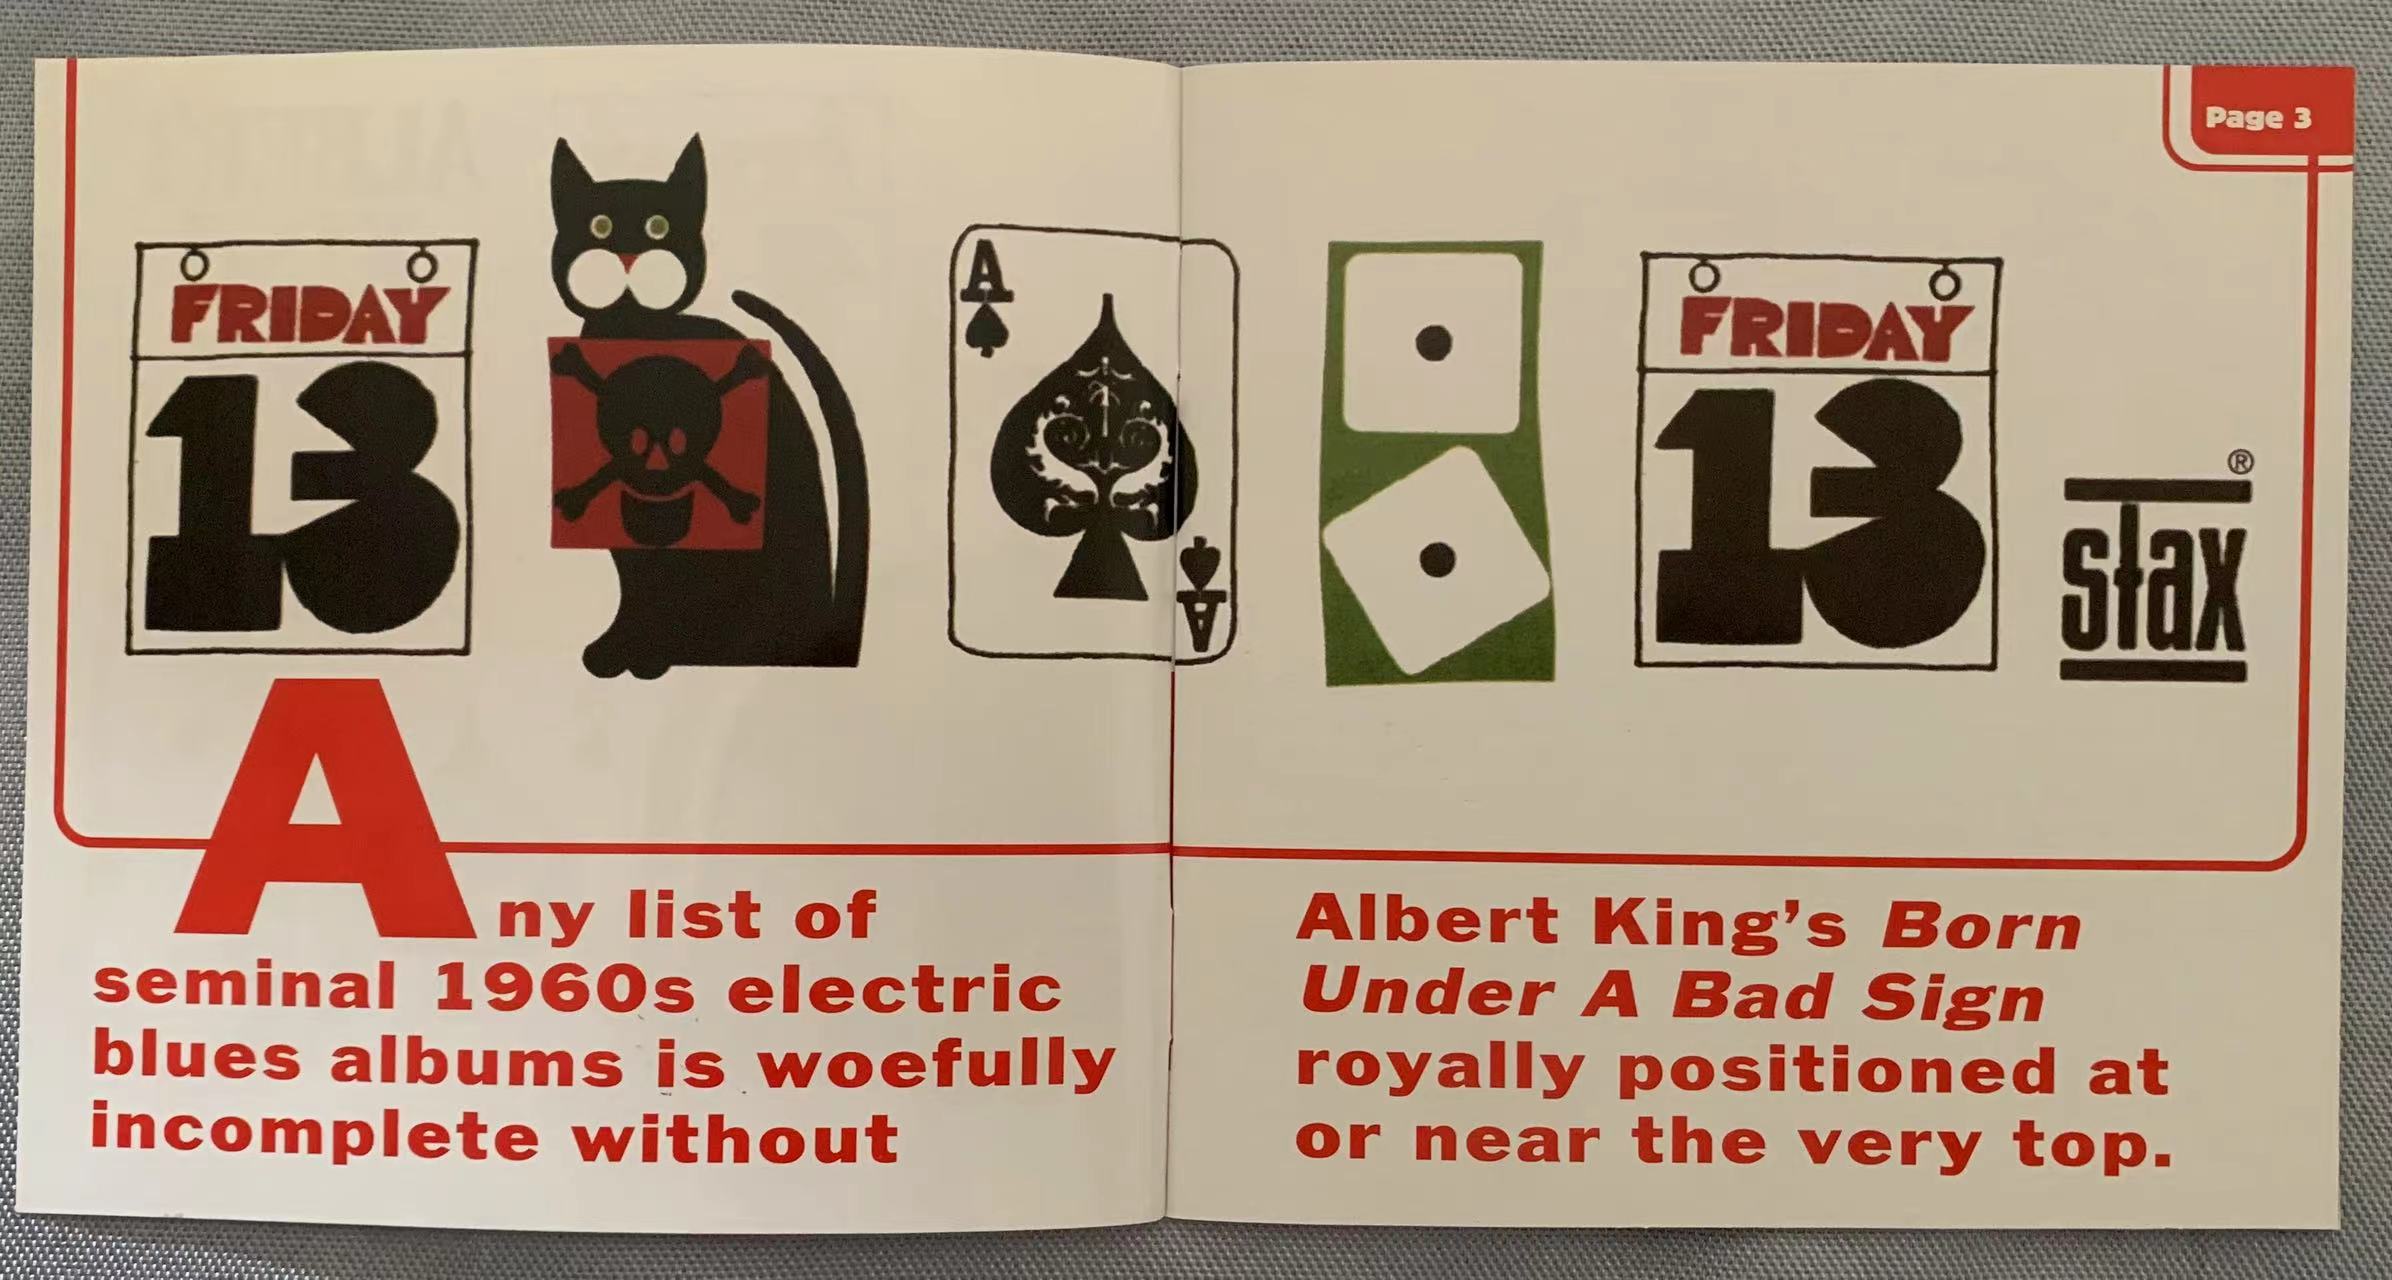 Page 3
FRIDAY
13
A
A
FRIDAY
13
®
stax
Any list of
seminal 1960s electric
blues albums is woefully
incomplete without
Albert King's Born
Under A Bad Sign
royally positioned at
or near the very top.